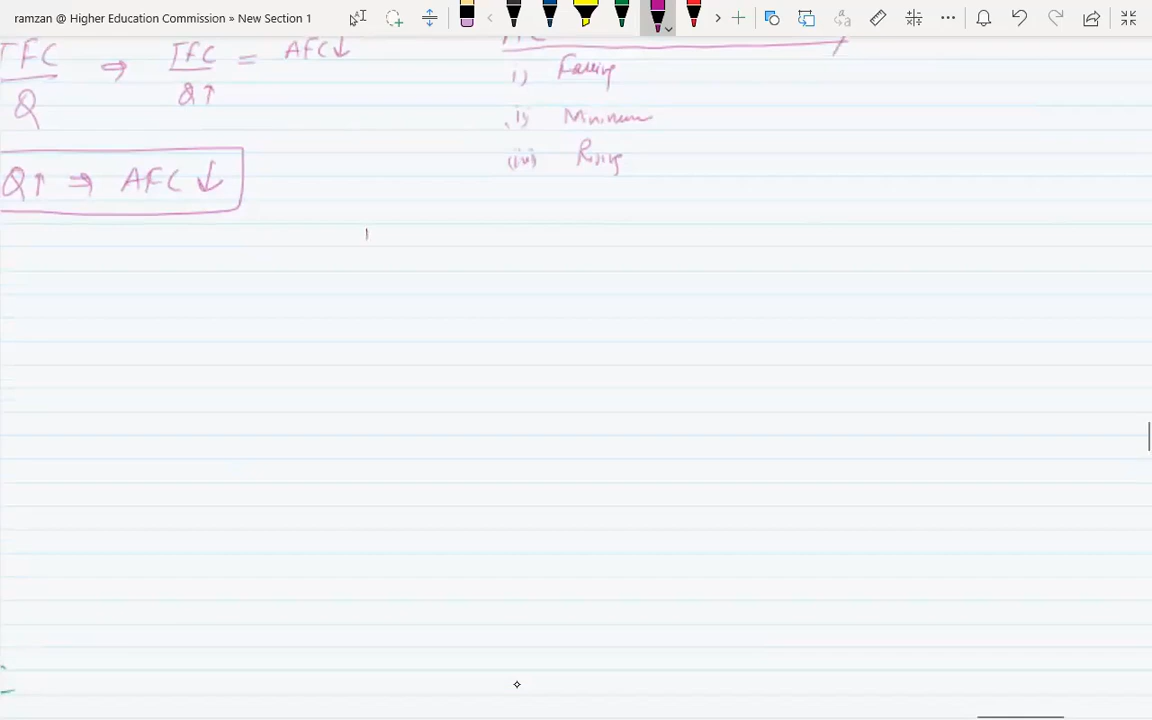 ramzan @ Higher Education Commission » New Section 1
TFC / Q ⇒ TFC / Q↑ = AFC↓
i) Falling
ii) Minimum
(iii) Rising
Q↑ ⇒ AFC ↓